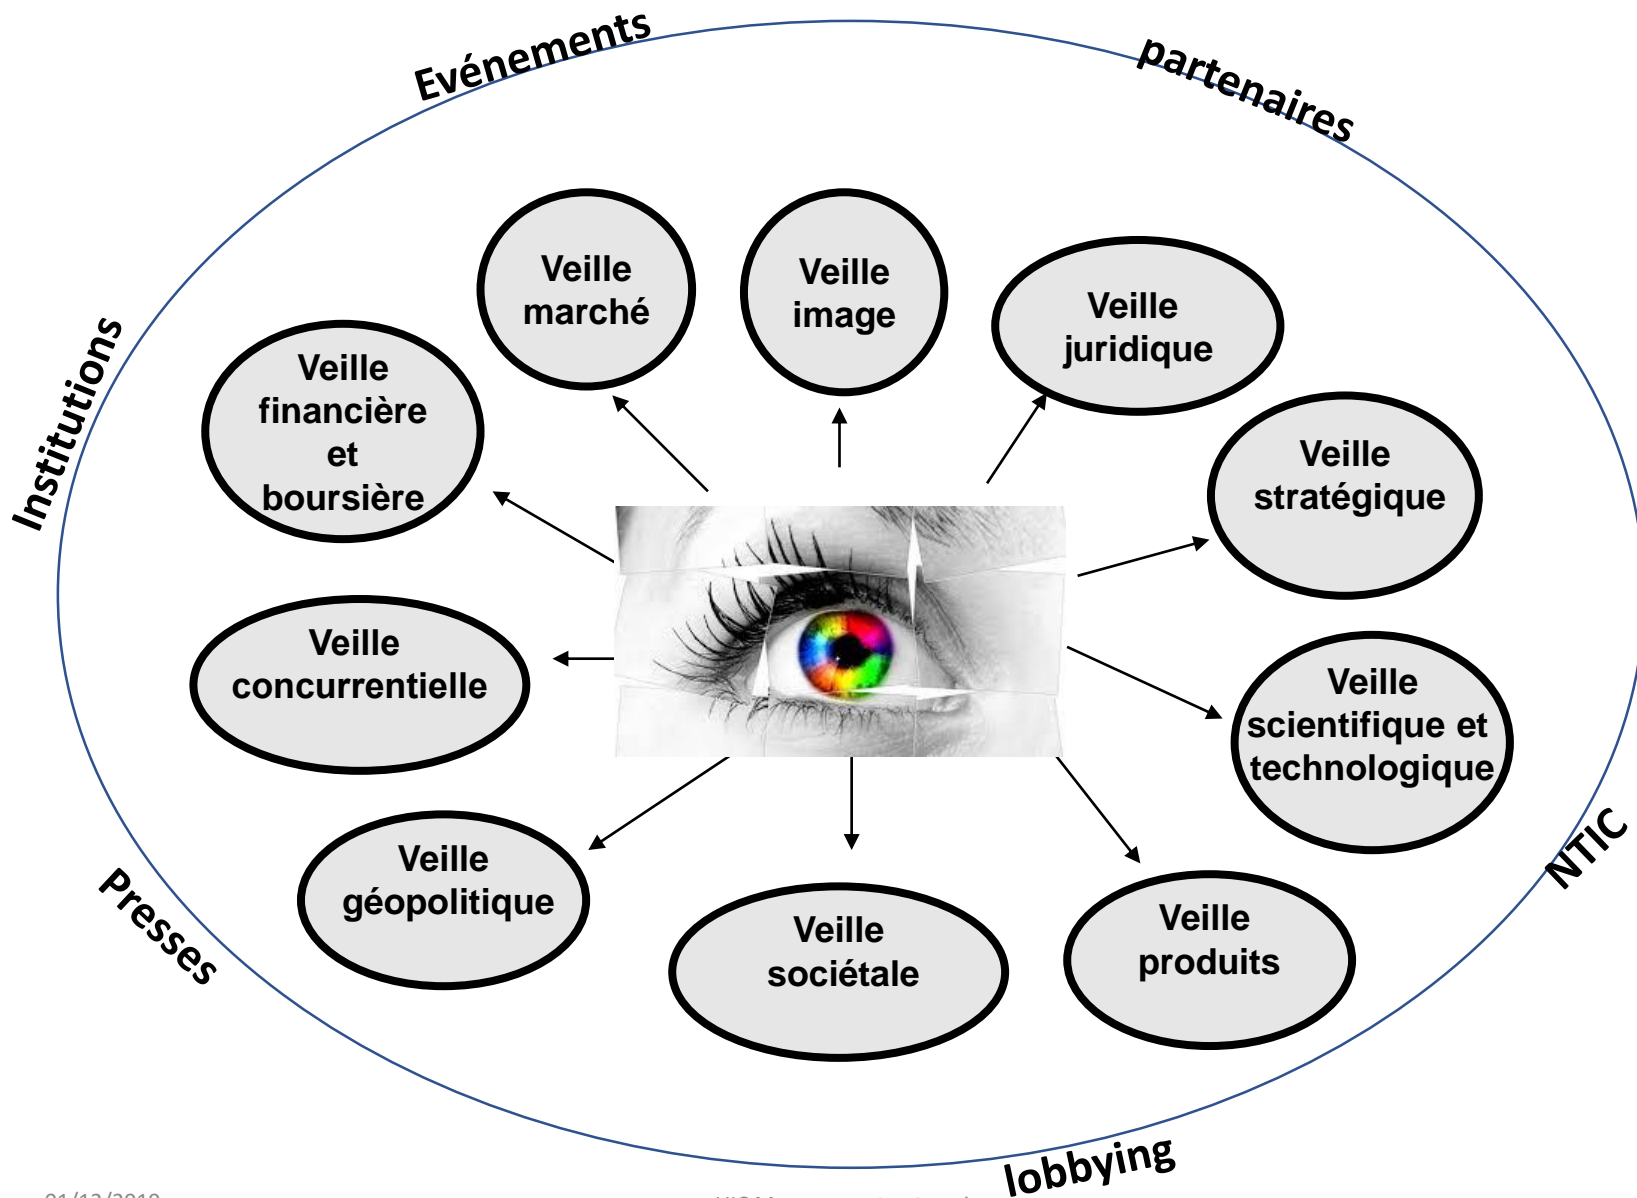 Evénements
partenaires
Institutions
Veille
marché
Veille
image
Veille
juridique
Veille
financière
et
boursière
Veille
stratégique
Veille
concurrentielle
Veille
scientifique et
technologique
Veille
géopolitique
Veille
sociétale
Veille
produits
Presses
NTIC
lobbying